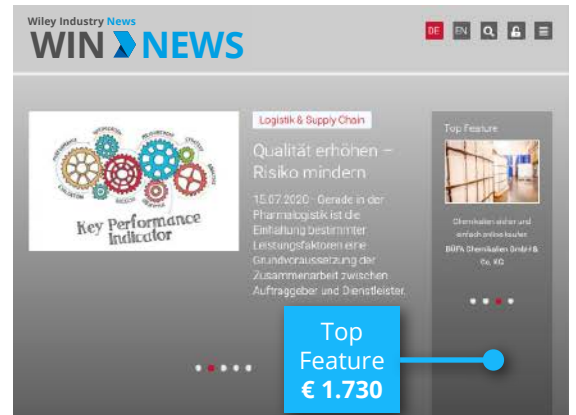 Wiley Industry News
WIN NEWS
DE EN
Logistik & Supply Chain
Qualität erhöhen –
Risiko mindern
15.07.2020 - Gerade in der
Pharmalogistik ist die
Einhaltung bestimmter
Leistungsfaktoren eine
Grundvoraussetzung der
Zusammenarbeit zwischen
Auftraggeber und Dienstleister.
Key Performance
Indicator
Top Feature
Chemikalien sicher und
einfach online kaufen
BÜFA Chemikalien GmbH &
Co. KG
Top
Feature
€ 1.730